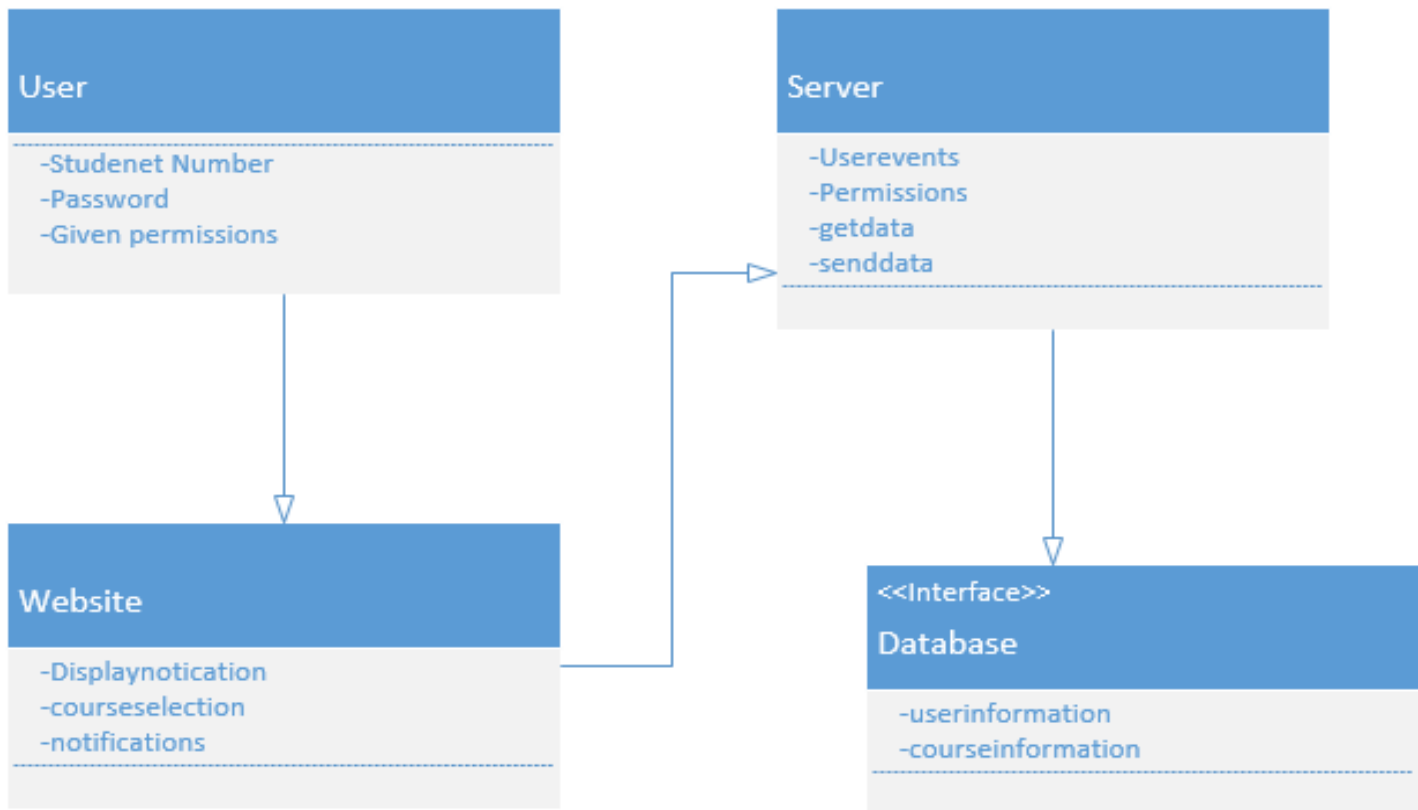 User
-Studenet Number
-Password
-Given permissions
Server
-Userevents
-Permissions
-getdata
-senddata
Website
-Displaynotication
-courseselection
-notifications
<<Interface>>
Database
-userinformation
-courseinformation